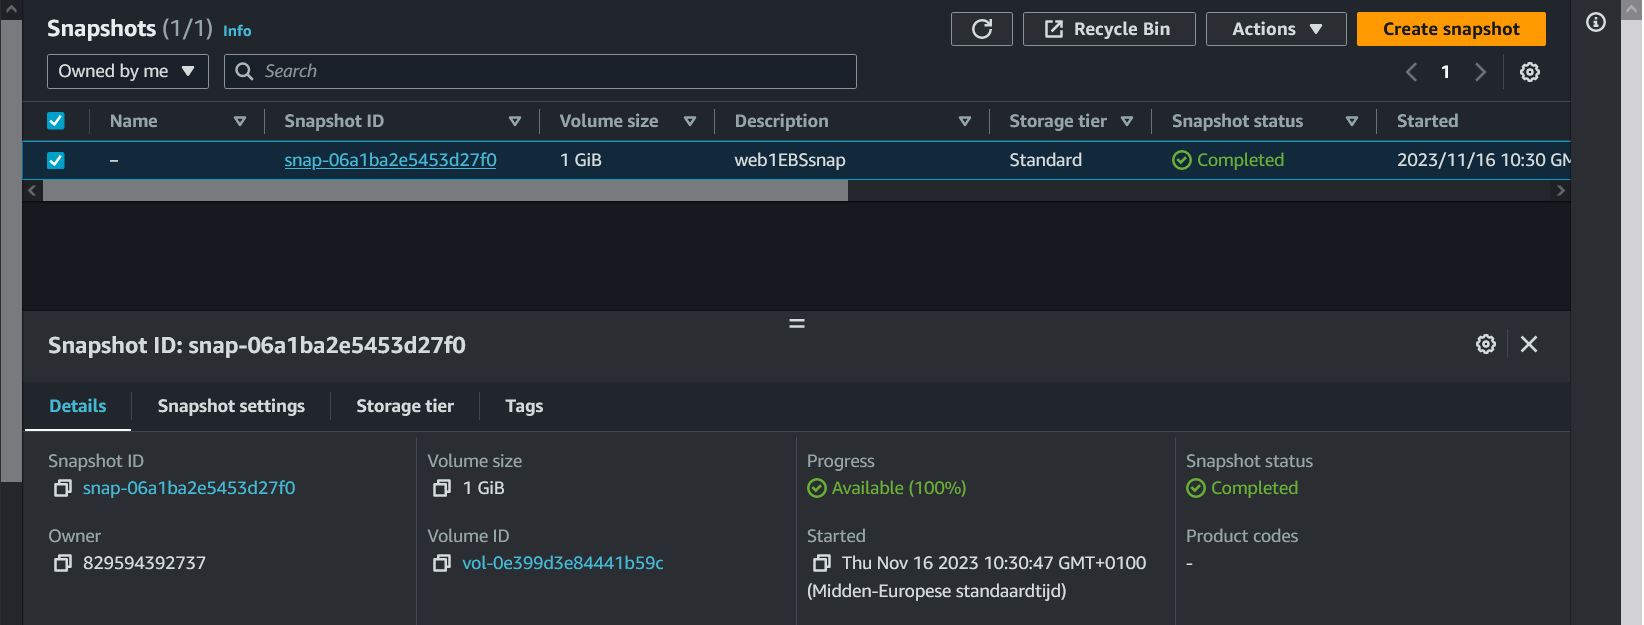 Snapshots (1/1) Info
Recycle Bin
Actions
Create snapshot
Owned by me
Search
1
Name
Snapshot ID
Volume size
Description
Storage tier
Snapshot status
Started
–
snap-06a1ba2e5453d27f0
1 GiB
web1EBSsnap
Standard
Completed
2023/11/16 10:30 GM
Snapshot ID: snap-06a1ba2e5453d27f0
Details
Snapshot settings
Storage tier
Tags
Snapshot ID
snap-06a1ba2e5453d27f0
Volume size
1 GiB
Progress
Available (100%)
Snapshot status
Completed
Owner
829594392737
Volume ID
vol-0e399d3e84441b59c
Started
Thu Nov 16 2023 10:30:47 GMT+0100
(Midden-Europese standaardtijd)
Product codes
-